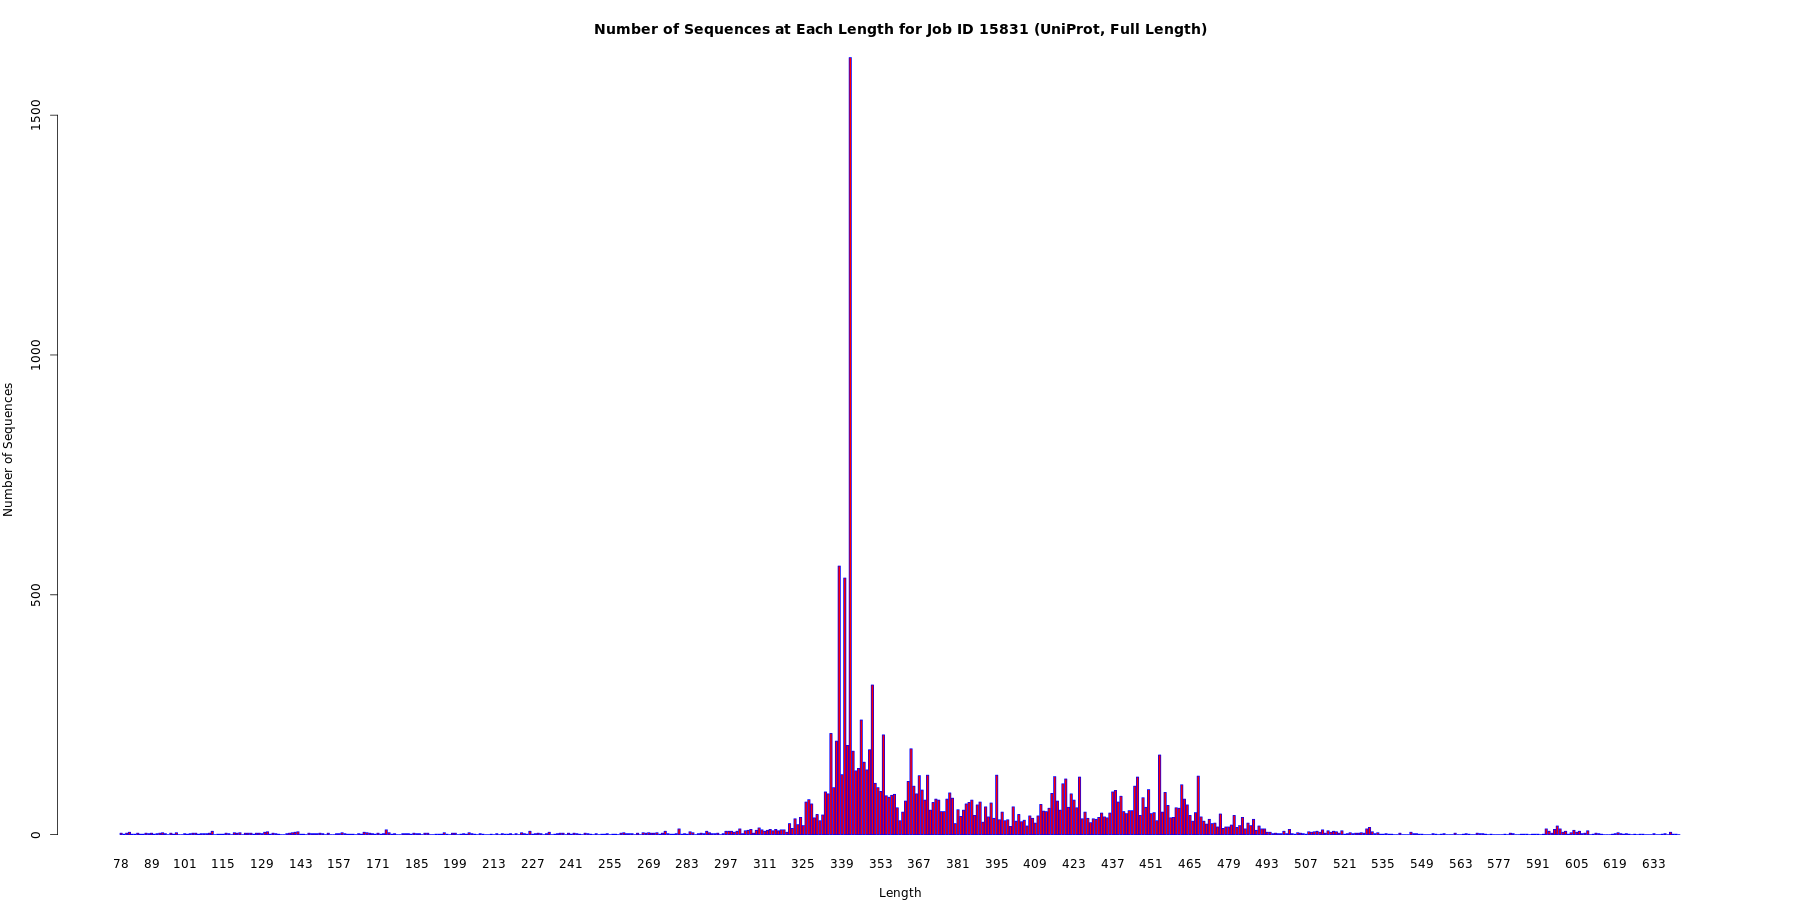 Number of Sequences at Each Length for Job ID 15831 (UniProt, Full Length)
1500
1000
500
0
Number of Sequences
78 89 101 115 129 143 157 171 185 199 213 227 241 255 269 283 297 311 325 339 353 367 381 395 409 423 437 451 465 479 493 507 521 535 549 563 577 591 605 619 633
Length